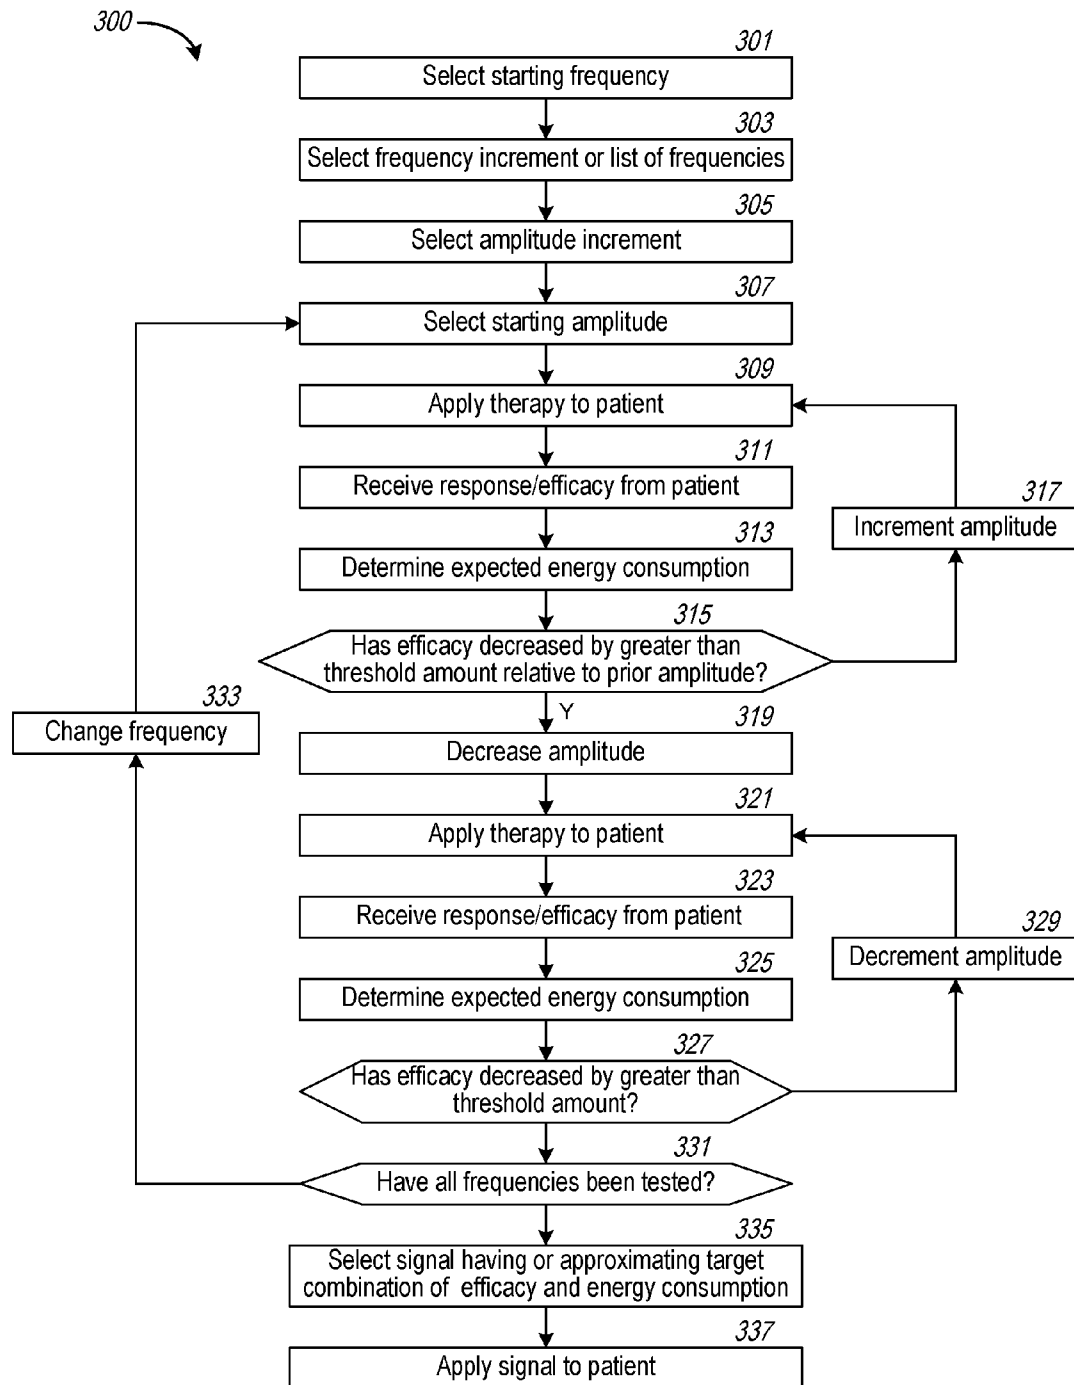 300
301
Select starting frequency
303
Select frequency increment or list of frequencies
305
Select amplitude increment
307
Select starting amplitude
309
Apply therapy to patient
311
Receive response/efficacy from patient
317
Increment amplitude
313
Determine expected energy consumption
315
Has efficacy decreased by greater than
threshold amount relative to prior amplitude?
Y
333
Change frequency
319
Decrease amplitude
321
Apply therapy to patient
323
Receive response/efficacy from patient
329
Decrement amplitude
325
Determine expected energy consumption
327
Has efficacy decreased by greater than
threshold amount?
331
Have all frequencies been tested?
335
Select signal having or approximating target
combination of efficacy and energy consumption
337
Apply signal to patient